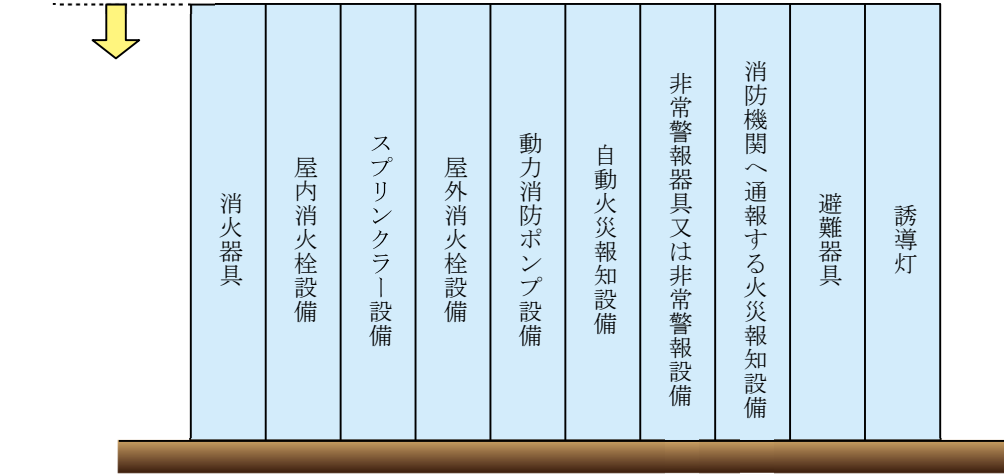 消火器具
屋内消火栓設備
スプリンクラー設備
屋外消火栓設備
動力消防ポンプ設備
自動火災報知設備
非常警報器具又は非常警報設備
消防機関へ通報する火災報知設備
避難器具
誘導灯